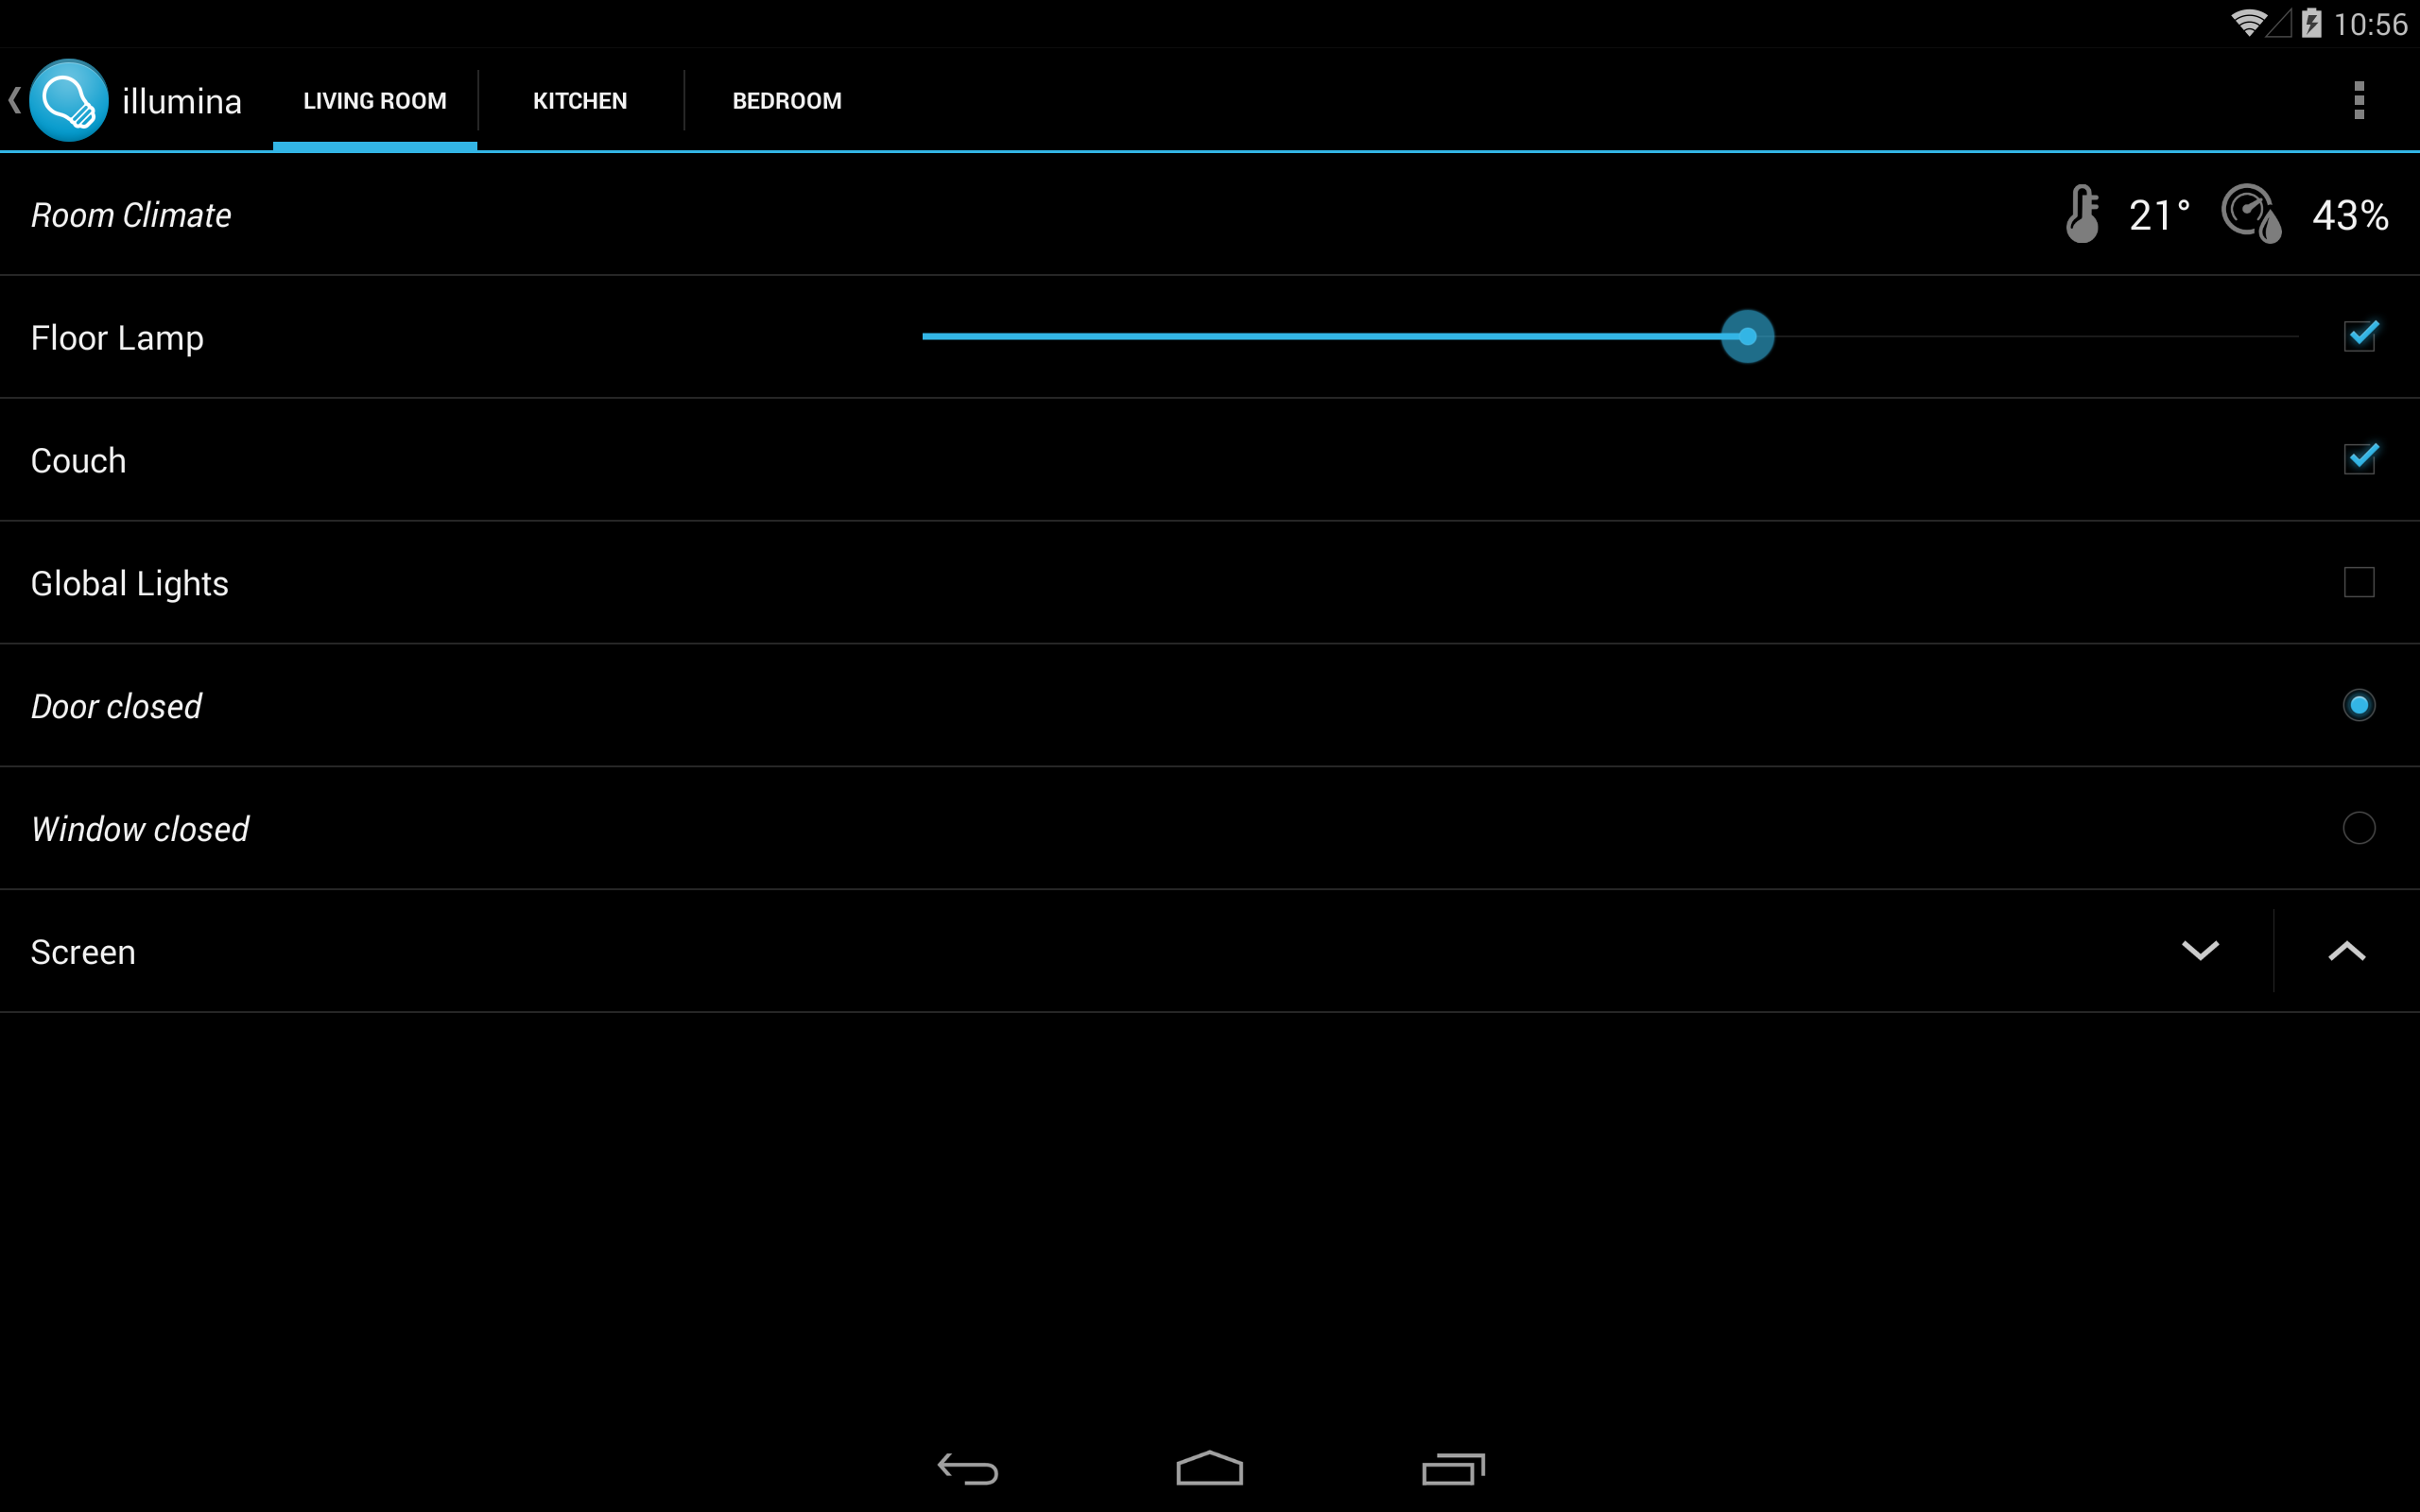 10:56
illumina LIVING ROOM KITCHEN BEDROOM
Room Climate 21° 43%
Floor Lamp
Couch
Global Lights
Door closed
Window closed
Screen